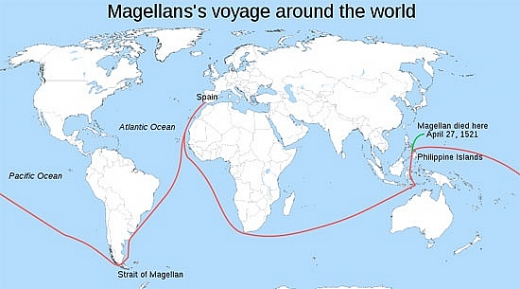 Magellans's voyage around the world
Spain
Atlantic Ocean
Magellan died here
April 27, 1521
Philippine Islands
Pacific Ocean
Strait of Magellan